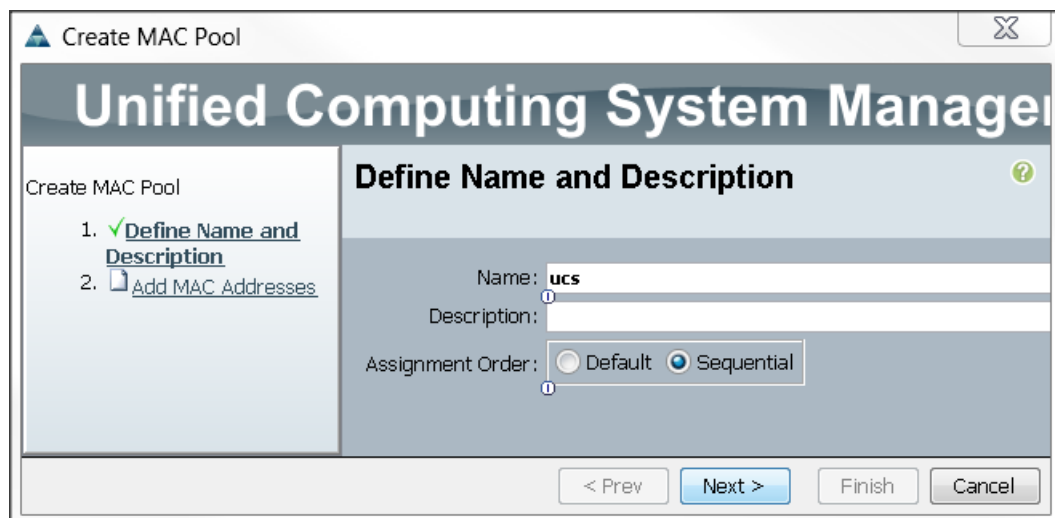 Create MAC Pool
Unified Computing System Manager
Create MAC Pool
1. Define Name and
Description
2. Add MAC Addresses
Define Name and Description
Name: ucs
Description:
Assignment Order: Default Sequential
< Prev Next > Finish Cancel